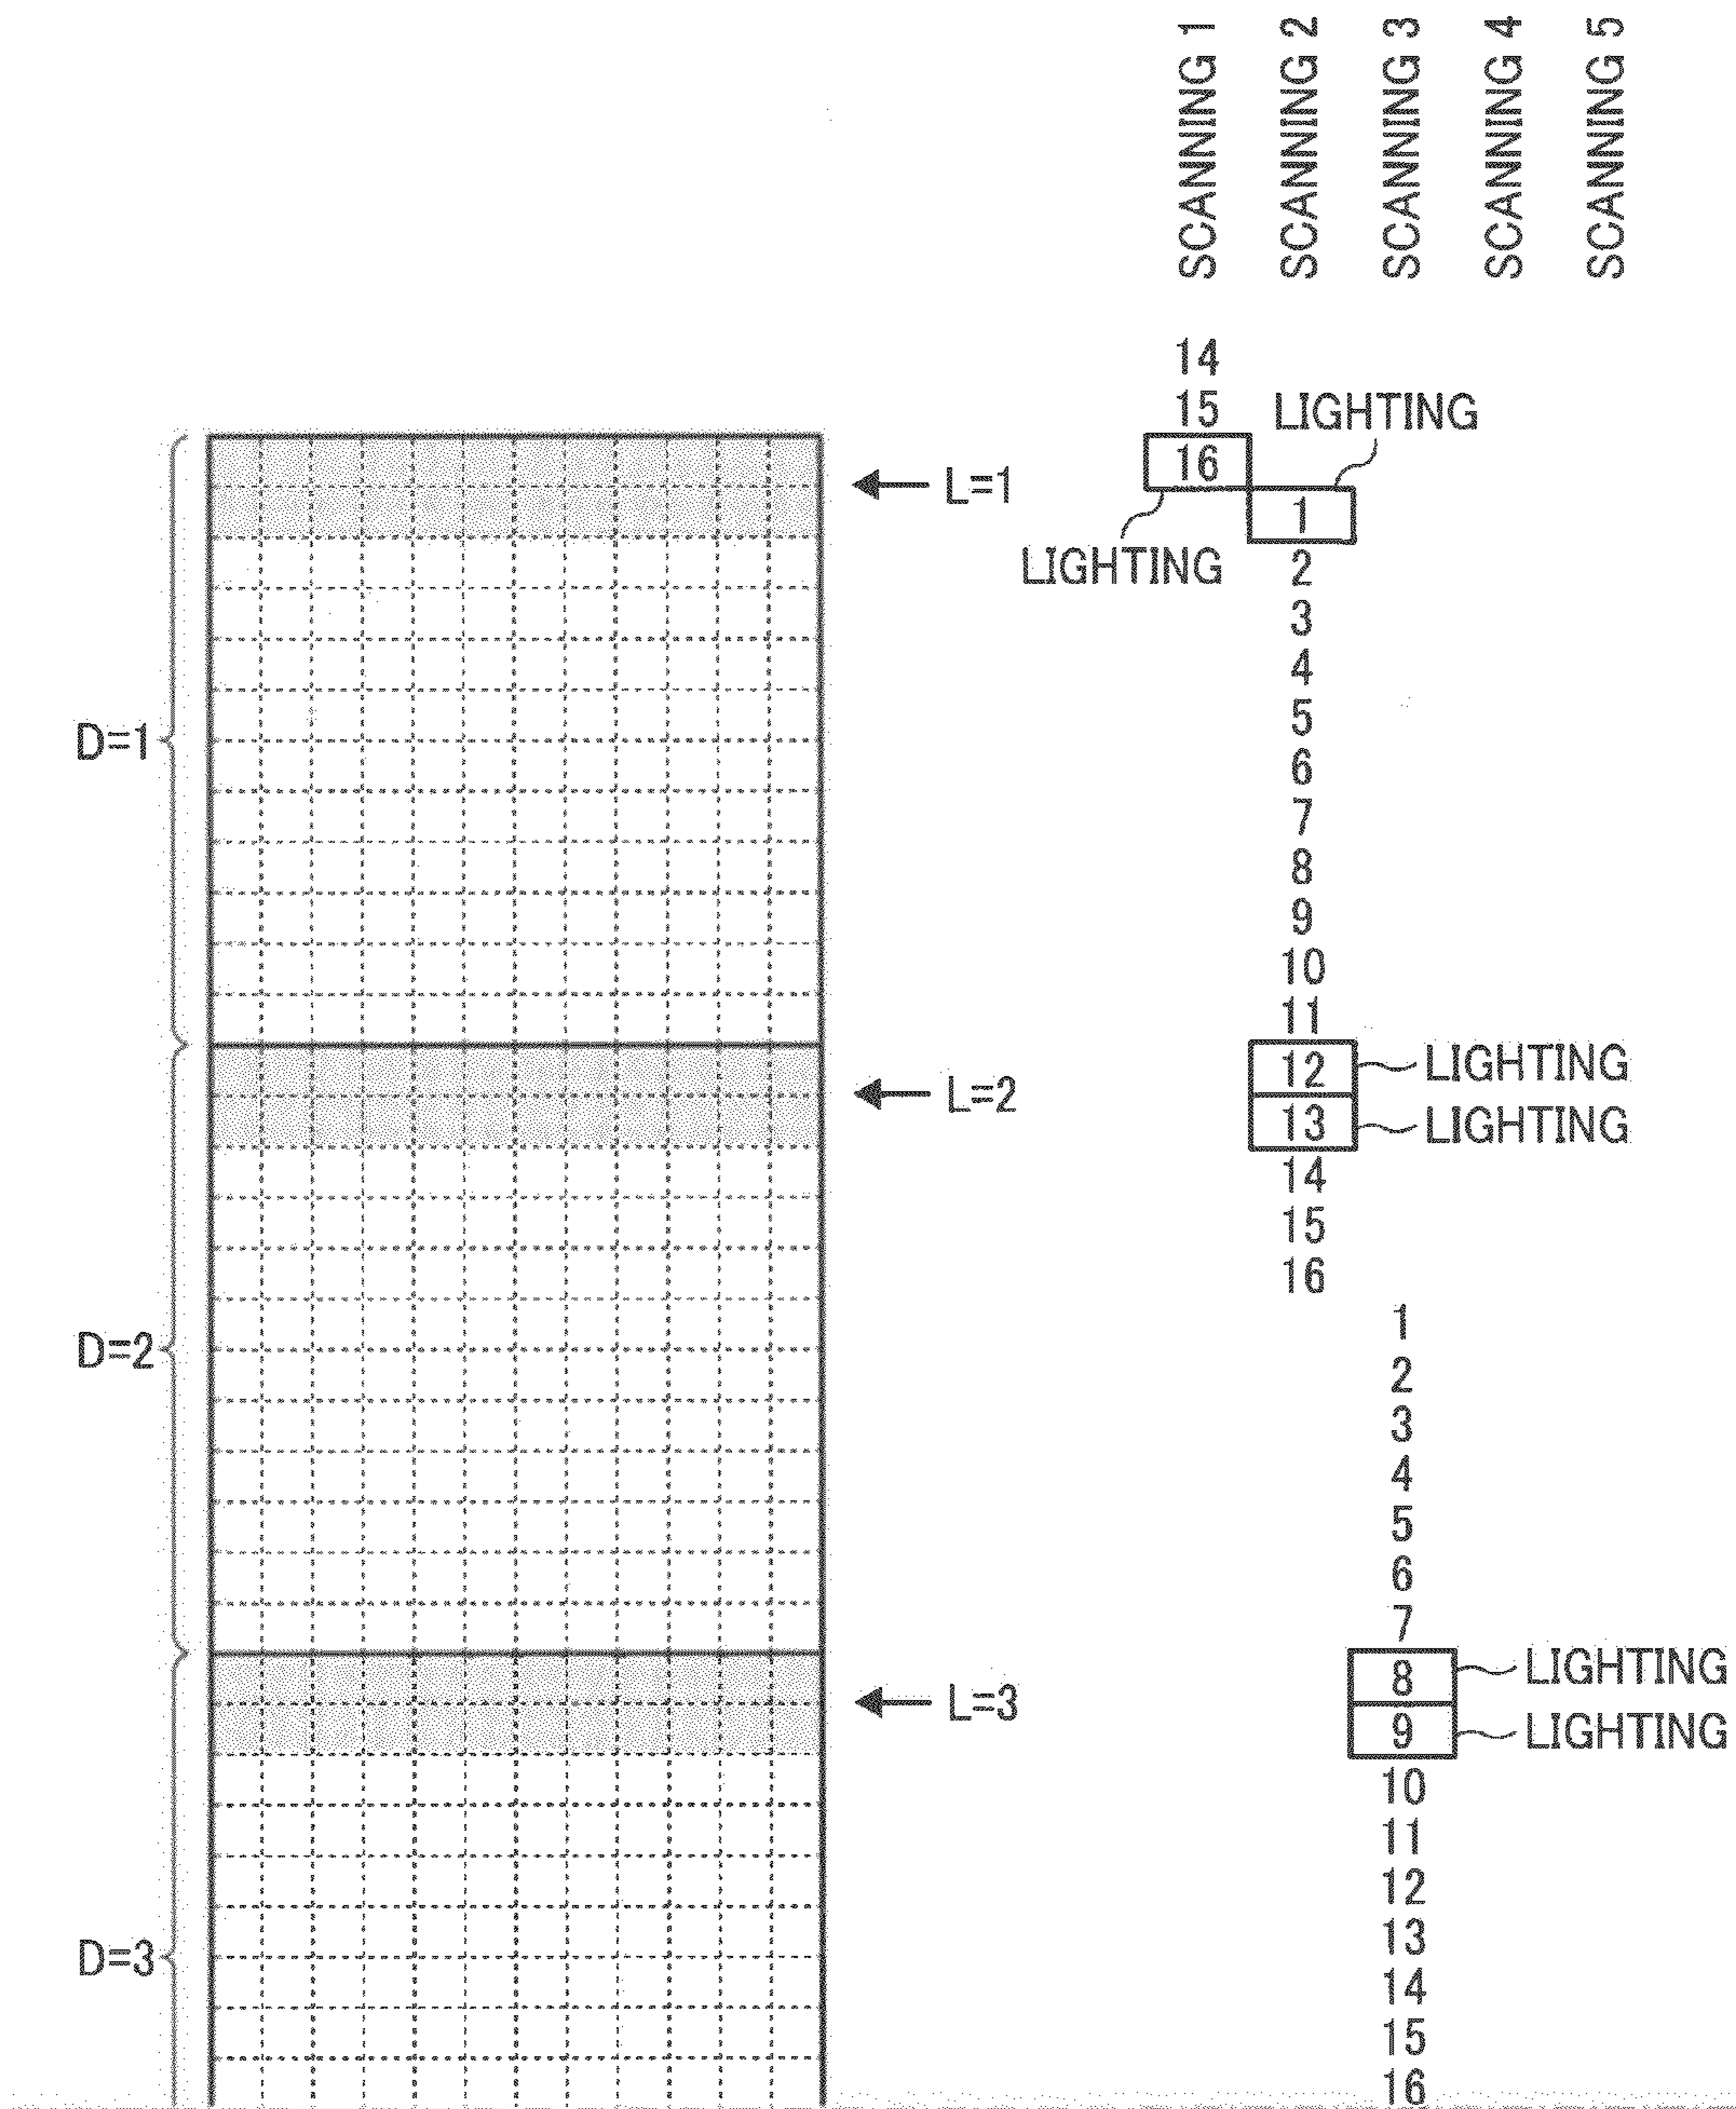 SCANNING 1
SCANNING 2
SCANNING 3
SCANNING 4
SCANNING 5
14
15
LIGHTING
16
L=1
1
LIGHTING
2
3
4
5
D=1
6
7
8
9
10
11
12
LIGHTING
L=2
13
LIGHTING
14
15
16
1
D=2
2
3
4
5
6
7
8
LIGHTING
L=3
9
LIGHTING
10
11
12
13
D=3
14
15
16